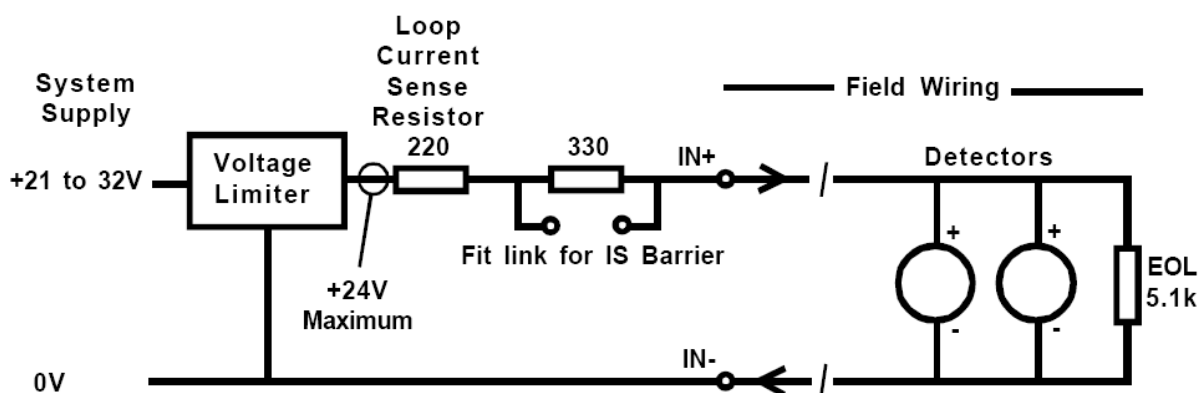 System
Supply
+21 to 32V
Voltage
Limiter
+24V
Maximum
Loop
Current
Sense
Resistor
220
330
Fit link for IS Barrier
IN+
Field Wiring
Detectors
+
-
+
-
EOL
5.1k
0V
IN-